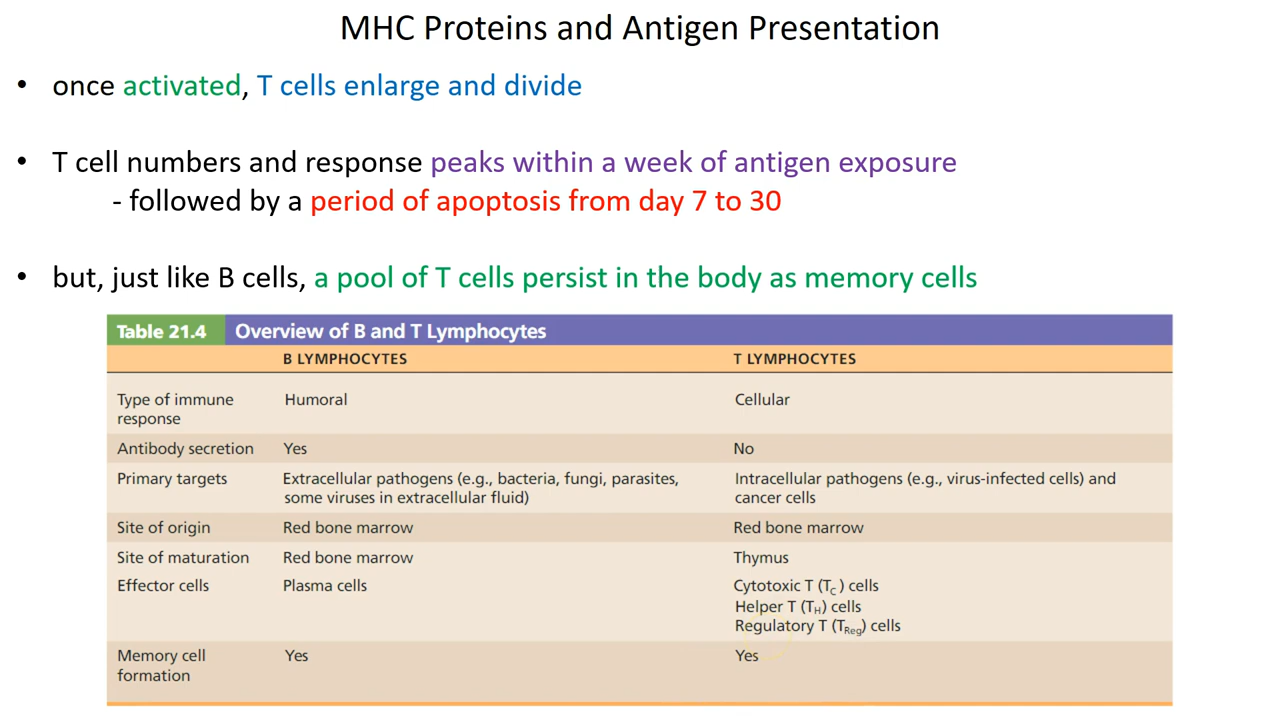 MHC Proteins and Antigen Presentation
• once activated, T cells enlarge and divide
• T cell numbers and response peaks within a week of antigen exposure
- followed by a period of apoptosis from day 7 to 30
• but, just like B cells, a pool of T cells persist in the body as memory cells
Table 21.4 Overview of B and T Lymphocytes
B LYMPHOCYTES T LYMPHOCYTES
Type of immune response Humoral Cellular
Antibody secretion Yes No
Primary targets Extracellular pathogens (e.g., bacteria, fungi, parasites, some viruses in extracellular fluid) Intracellular pathogens (e.g., virus-infected cells) and cancer cells
Site of origin Red bone marrow Red bone marrow
Site of maturation Red bone marrow Thymus
Effector cells Plasma cells Cytotoxic T (TC) cells
Helper T (TH) cells
Regulatory T (TReg) cells
Memory cell formation Yes Yes